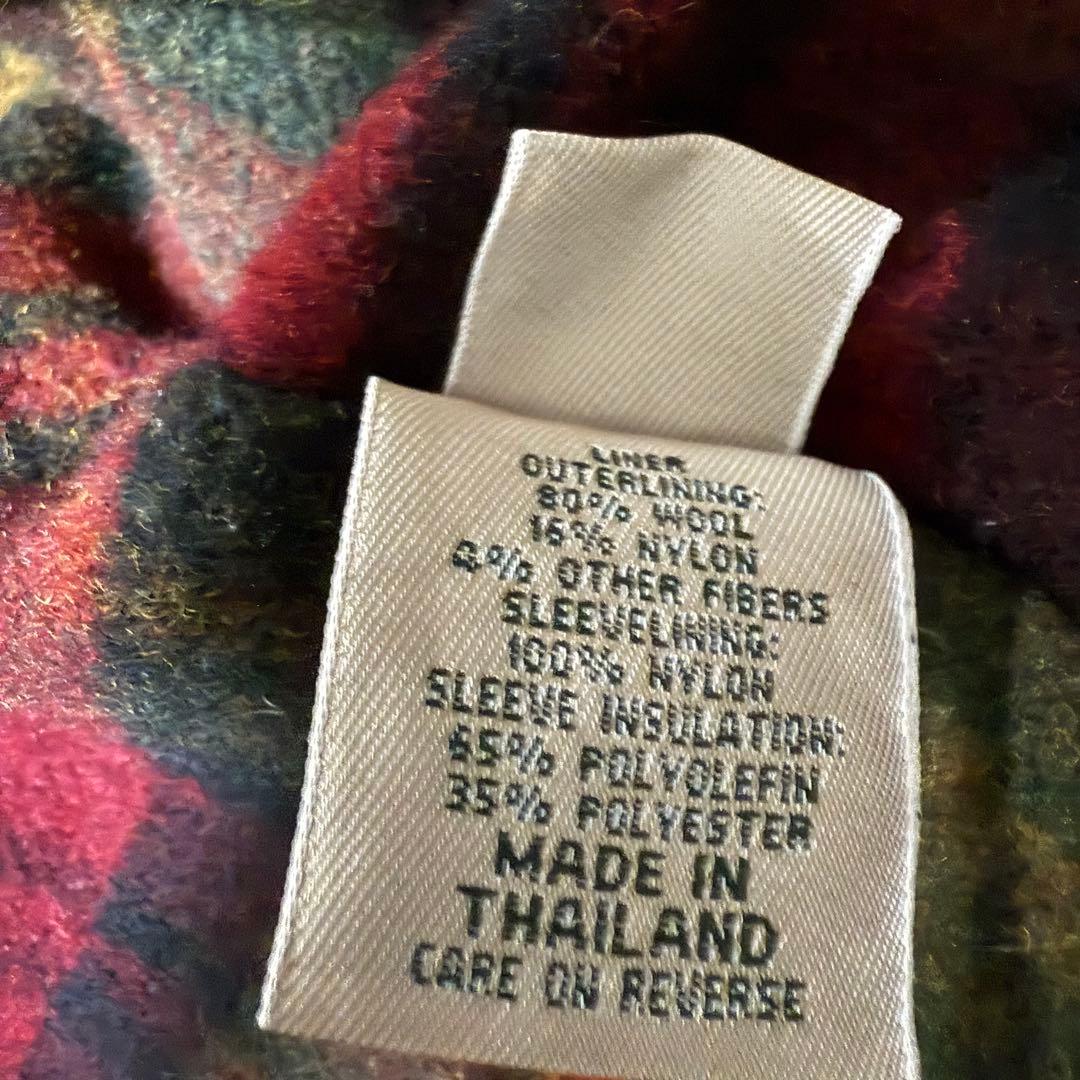 LINER
OUTERLINING:
80% WOOL
16% NYLON
4% OTHER FIBERS
SLEEVELINING:
100% NYLON
SLEEVE INSULATION:
65% POLYOLEFIN
35% POLYESTER
MADE IN
THAILAND
CARE ON REVERSE